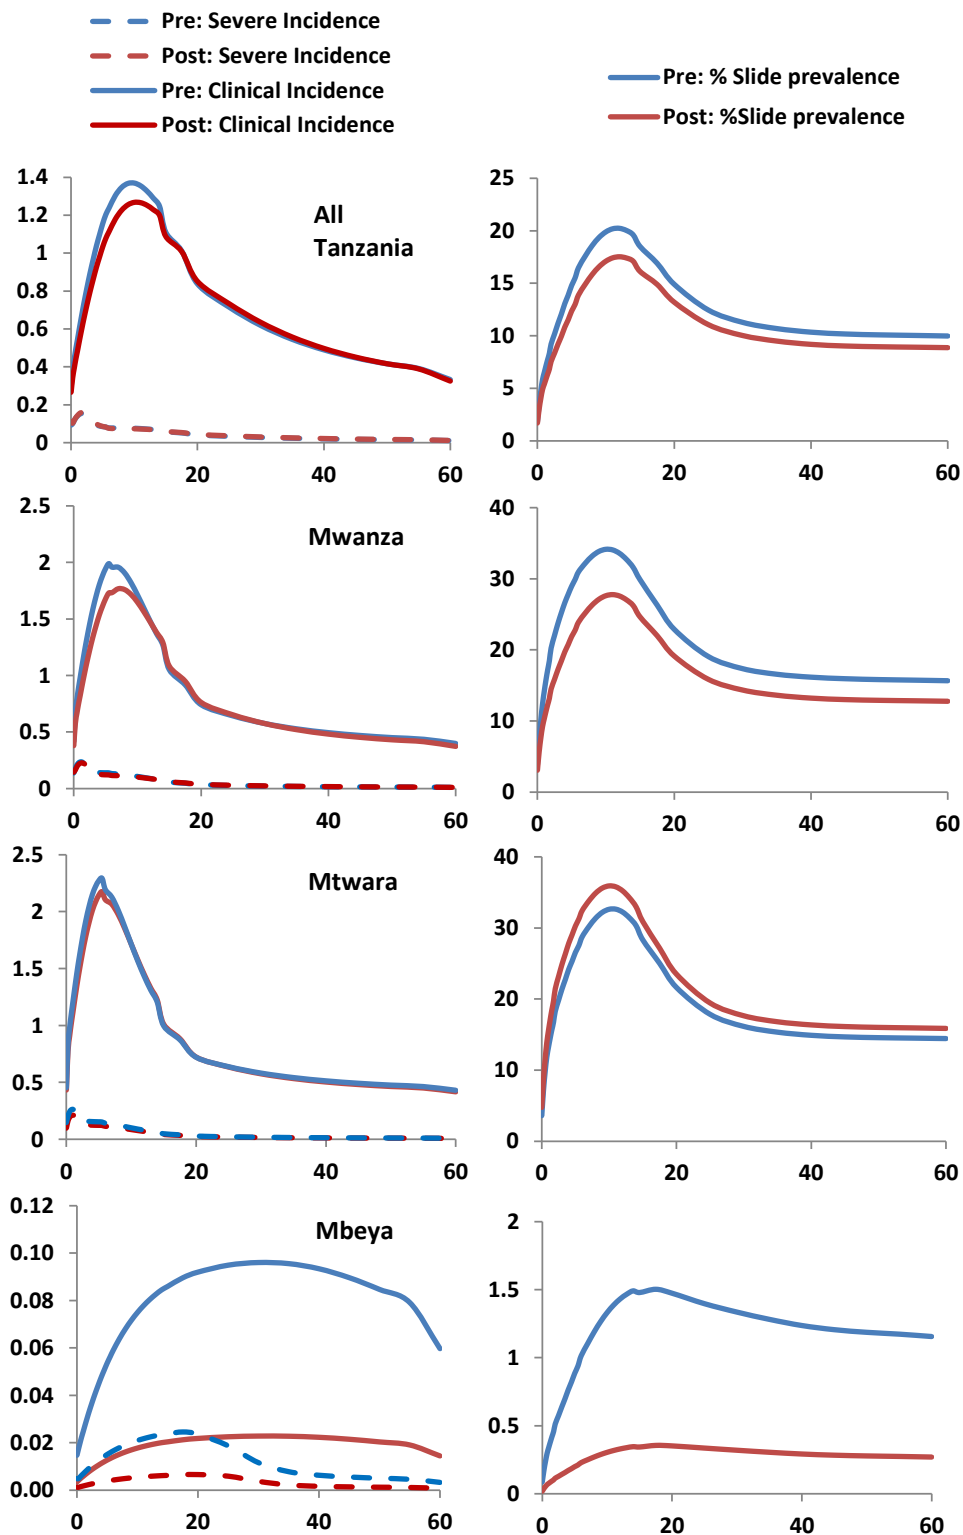 Pre: Severe Incidence
Post: Severe Incidence
Pre: Clinical Incidence
Post: Clinical Incidence
Pre: % Slide prevalence
Post: %Slide prevalence
1.4
1.2
1
0.8
0.6
0.4
0.2
0
0 20 40 60
All
Tanzania
25
20
15
10
5
0
0 20 40 60
2.5
2
1.5
1
0.5
0
0 20 40 60
Mwanza
40
30
20
10
0
0 20 40 60
2.5
2
1.5
1
0.5
0
0 20 40 60
Mtwara
40
30
20
10
0
0 20 40 60
0.12
0.10
0.08
0.06
0.04
0.02
0.00
0 20 40 60
Mbeya
2
1.5
1
0.5
0
0 20 40 60